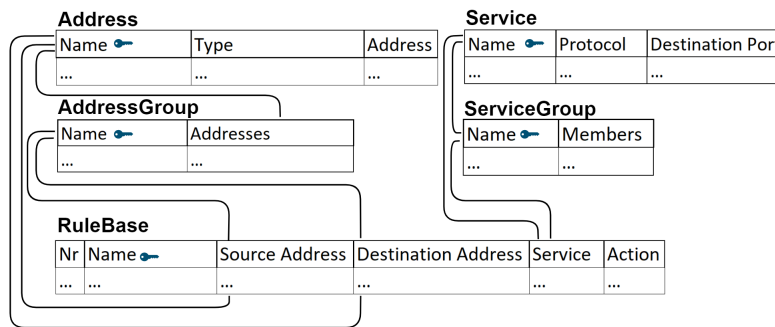 Address
Name Type Address
... ... ...
AddressGroup
Name Addresses
... ...
Service
Name Protocol Destination Port
... ... ...
ServiceGroup
Name Members
... ...
RuleBase
Nr Name Source Address Destination Address Service Action
... ... ... ... ... ...